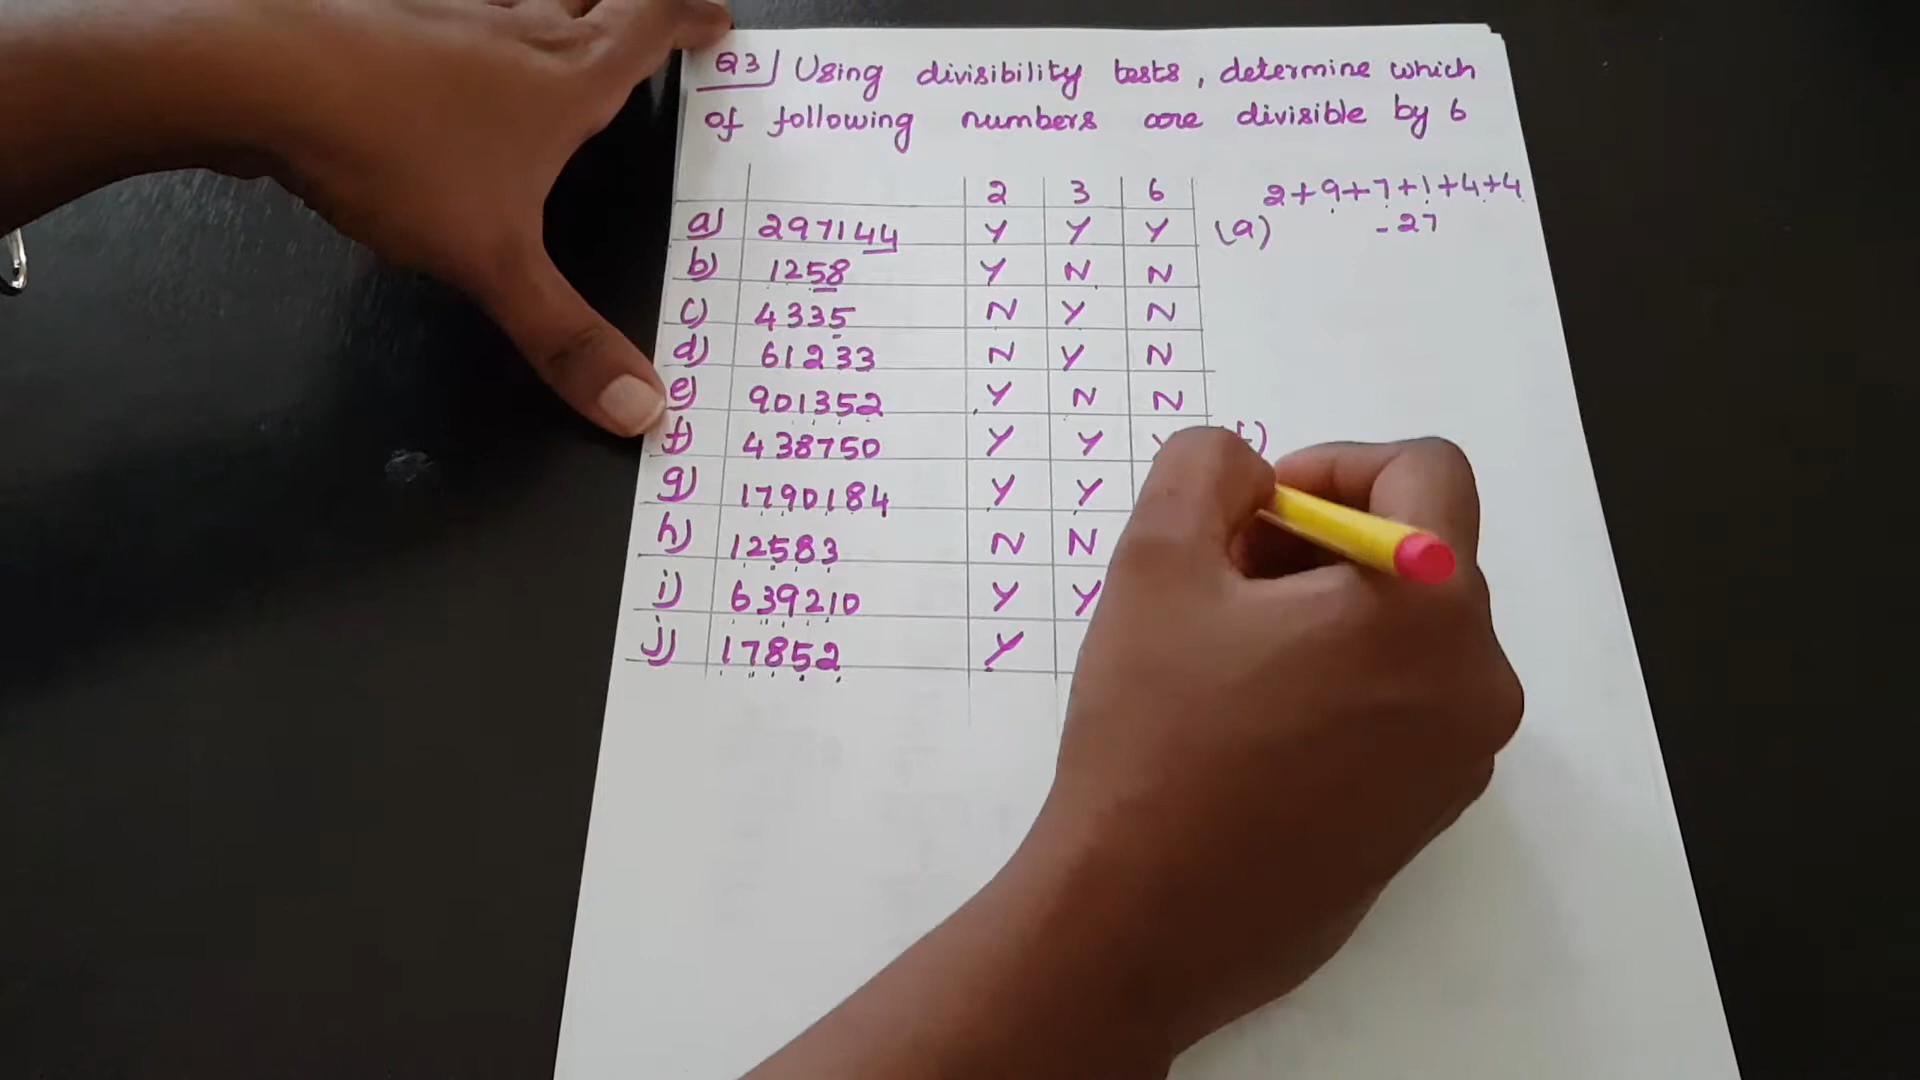 Q3) Using divisibility tests, determine which
of following numbers are divisible by 6
2 3 6
a) 297144 Y Y Y
b) 1258 Y N N
c) 4335 N Y N
d) 61233 N Y N
e) 901352 Y N N
f) 438750 Y Y
g) 1790184 Y Y
h) 12583 N N
i) 639210 Y Y
j) 17852 Y
2+9+7+1+4+4
(a) - 27